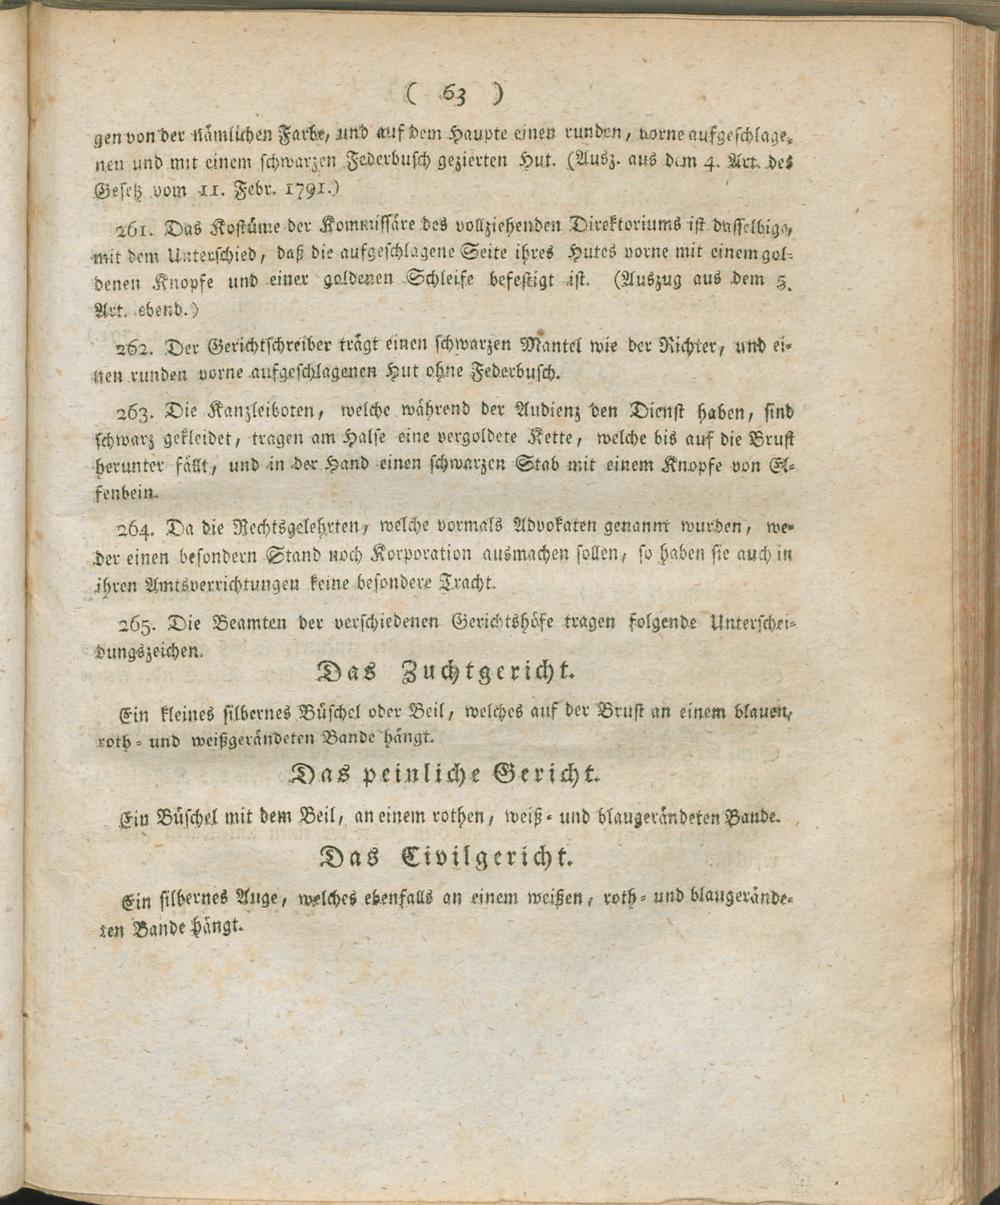 ( 63 )
gen von der nämlichen Farbe, und auf dem Haupte einen runden, vorne aufgeschlage-
nen und mit einem schwarzen Federbusch gezierten Hut. (Ausz. aus dem 4. Art. des
Gesetz vom 11. Febr. 1791.)
261. Das Kostüme der Kommissäre des vollziehenden Direktoriums ist dasselbige,
mit dem Unterschied, daß die aufgeschlagene Seite ihres Hutes vorne mit einem gol-
denen Knopfe und einer goldenen Schleife befestigt ist. (Auszug aus dem 5.
Art. ebend.)
262. Der Gerichtschreiber trägt einen schwarzen Mantel wie der Richter, und ei-
nen runden vorne aufgeschlagenen Hut ohne Federbusch.
263. Die Kanzleiboten, welche während der Audienz den Dienst haben, sind
schwarz gekleidet, tragen am Halse eine vergoldete Kette, welche bis auf die Brust
herunter fällt, und in der Hand einen schwarzen Stab mit einem Knopfe von El-
fenbein.
264. Da die Rechtsgelehrten, welche vormals Advokaten genannt wurden, we-
der einen besondern Stand noch Korporation ausmachen sollen, so haben sie auch in
ihren Amtsverrichtungen keine besondere Tracht.
265. Die Beamten der verschiedenen Gerichtshöfe tragen folgende Unterschei-
dungszeichen.
Das Zuchtgericht.
Ein kleines silbernes Büschel oder Beil, welches auf der Brust an einem blauen,
roth- und weißgerändeten Bande hängt.
Das peinliche Gericht.
Ein Büschel mit dem Beil, an einem rothen, weiß- und blaugerändeten Bande.
Das Civilgericht.
Ein silbernes Auge, welches ebenfalls an einem weißen, roth- und blaugerände-
ten Bande hängt.